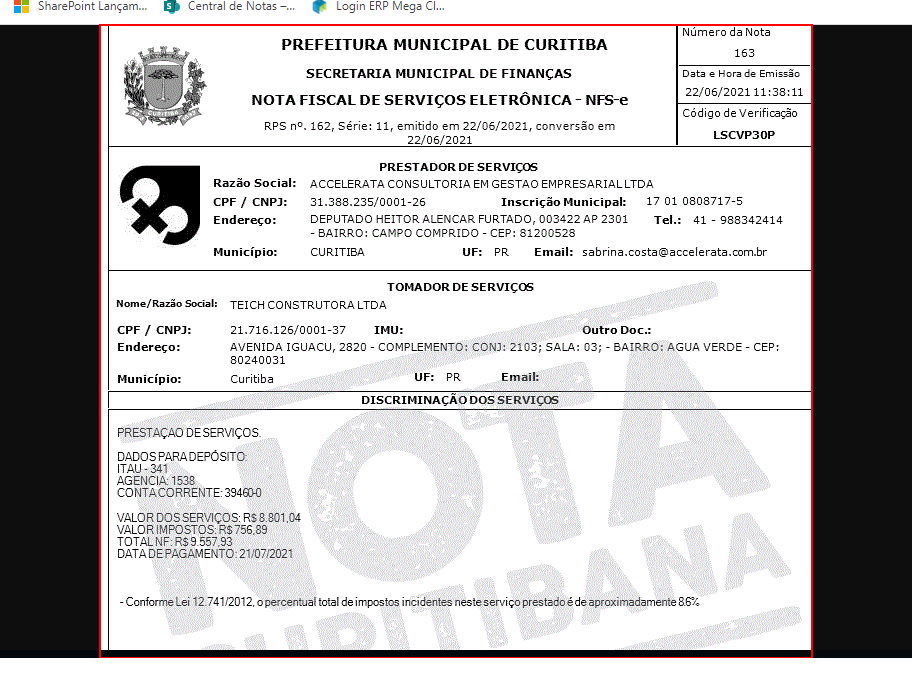 SharePoint Lançam...
Central de Notas –...
Login ERP Mega Cl...
PREFEITURA MUNICIPAL DE CURITIBA
SECRETARIA MUNICIPAL DE FINANÇAS
NOTA FISCAL DE SERVIÇOS ELETRÔNICA - NFS-e
RPS nº. 162, Série: 11, emitido em 22/06/2021, conversão em
22/06/2021
Número da Nota
163
Data e Hora de Emissão
22/06/2021 11:38:11
Código de Verificação
LSCVP30P
PRESTADOR DE SERVIÇOS
Razão Social: ACCELERATA CONSULTORIA EM GESTAO EMPRESARIAL LTDA
CPF / CNPJ: 31.388.235/0001-26 Inscrição Municipal: 17 01 0808717-5
Endereço: DEPUTADO HEITOR ALENCAR FURTADO, 003422 AP 2301 Tel.: 41 - 988342414
- BAIRRO: CAMPO COMPRIDO - CEP: 81200528
Município: CURITIBA UF: PR Email: sabrina.costa@accelerata.com.br
TOMADOR DE SERVIÇOS
Nome/Razão Social: TEICH CONSTRUTORA LTDA
CPF / CNPJ: 21.716.126/0001-37 IMU: Outro Doc.:
Endereço: AVENIDA IGUACU, 2820 - COMPLEMENTO: CONJ: 2103; SALA: 03; - BAIRRO: AGUA VERDE - CEP:
80240031
Município: Curitiba UF: PR Email:
DISCRIMINAÇÃO DOS SERVIÇOS
PRESTAÇAO DE SERVIÇOS.
DADOS PARA DEPÓSITO:
ITAU - 341
AGENCIA: 1538
CONTA CORRENTE: 39460-0
VALOR DOS SERVIÇOS: R$ 8.801,04
VALOR IMPOSTOS: R$ 756,89
TOTAL NF: R$ 9.557,93
DATA DE PAGAMENTO: 21/07/2021
- Conforme Lei 12.741/2012, o percentual total de impostos incidentes neste serviço prestado é de aproximadamente 8.6%
NOTA
CURITIBANA